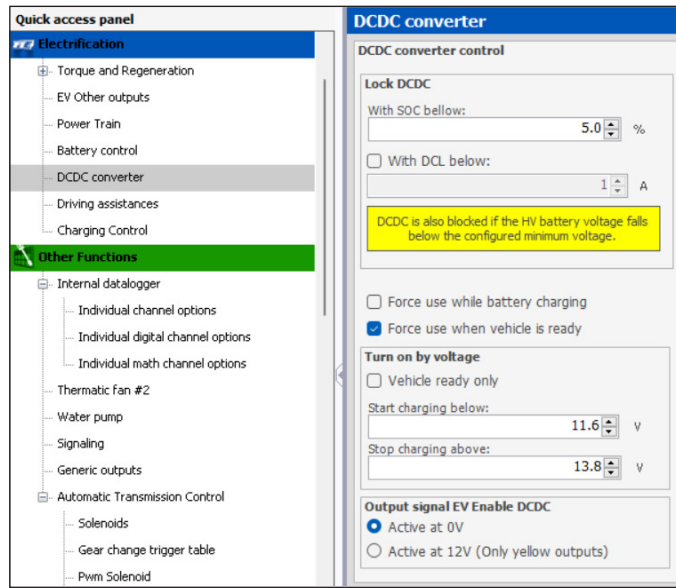 Quick access panel
Electrification
Torque and Regeneration
EV Other outputs
Power Train
Battery control
DCDC converter
Driving assistances
Charging Control
Other Functions
Internal datalogger
Individual channel options
Individual digital channel options
Individual math channel options
Thermatic fan #2
Water pump
Signaling
Generic outputs
Automatic Transmission Control
Solenoids
Gear change trigger table
Pwm Solenoid
DCDC converter
DCDC converter control
Lock DCDC
With SOC bellow:
5.0 %
With DCL below:
1 A
DCDC is also blocked if the HV battery voltage falls
below the configured minimum voltage.
Force use while battery charging
Force use when vehicle is ready
Turn on by voltage
Vehicle ready only
Start charging below:
11.6 V
Stop charging above:
13.8 V
Output signal EV Enable DCDC
Active at 0V
Active at 12V (Only yellow outputs)